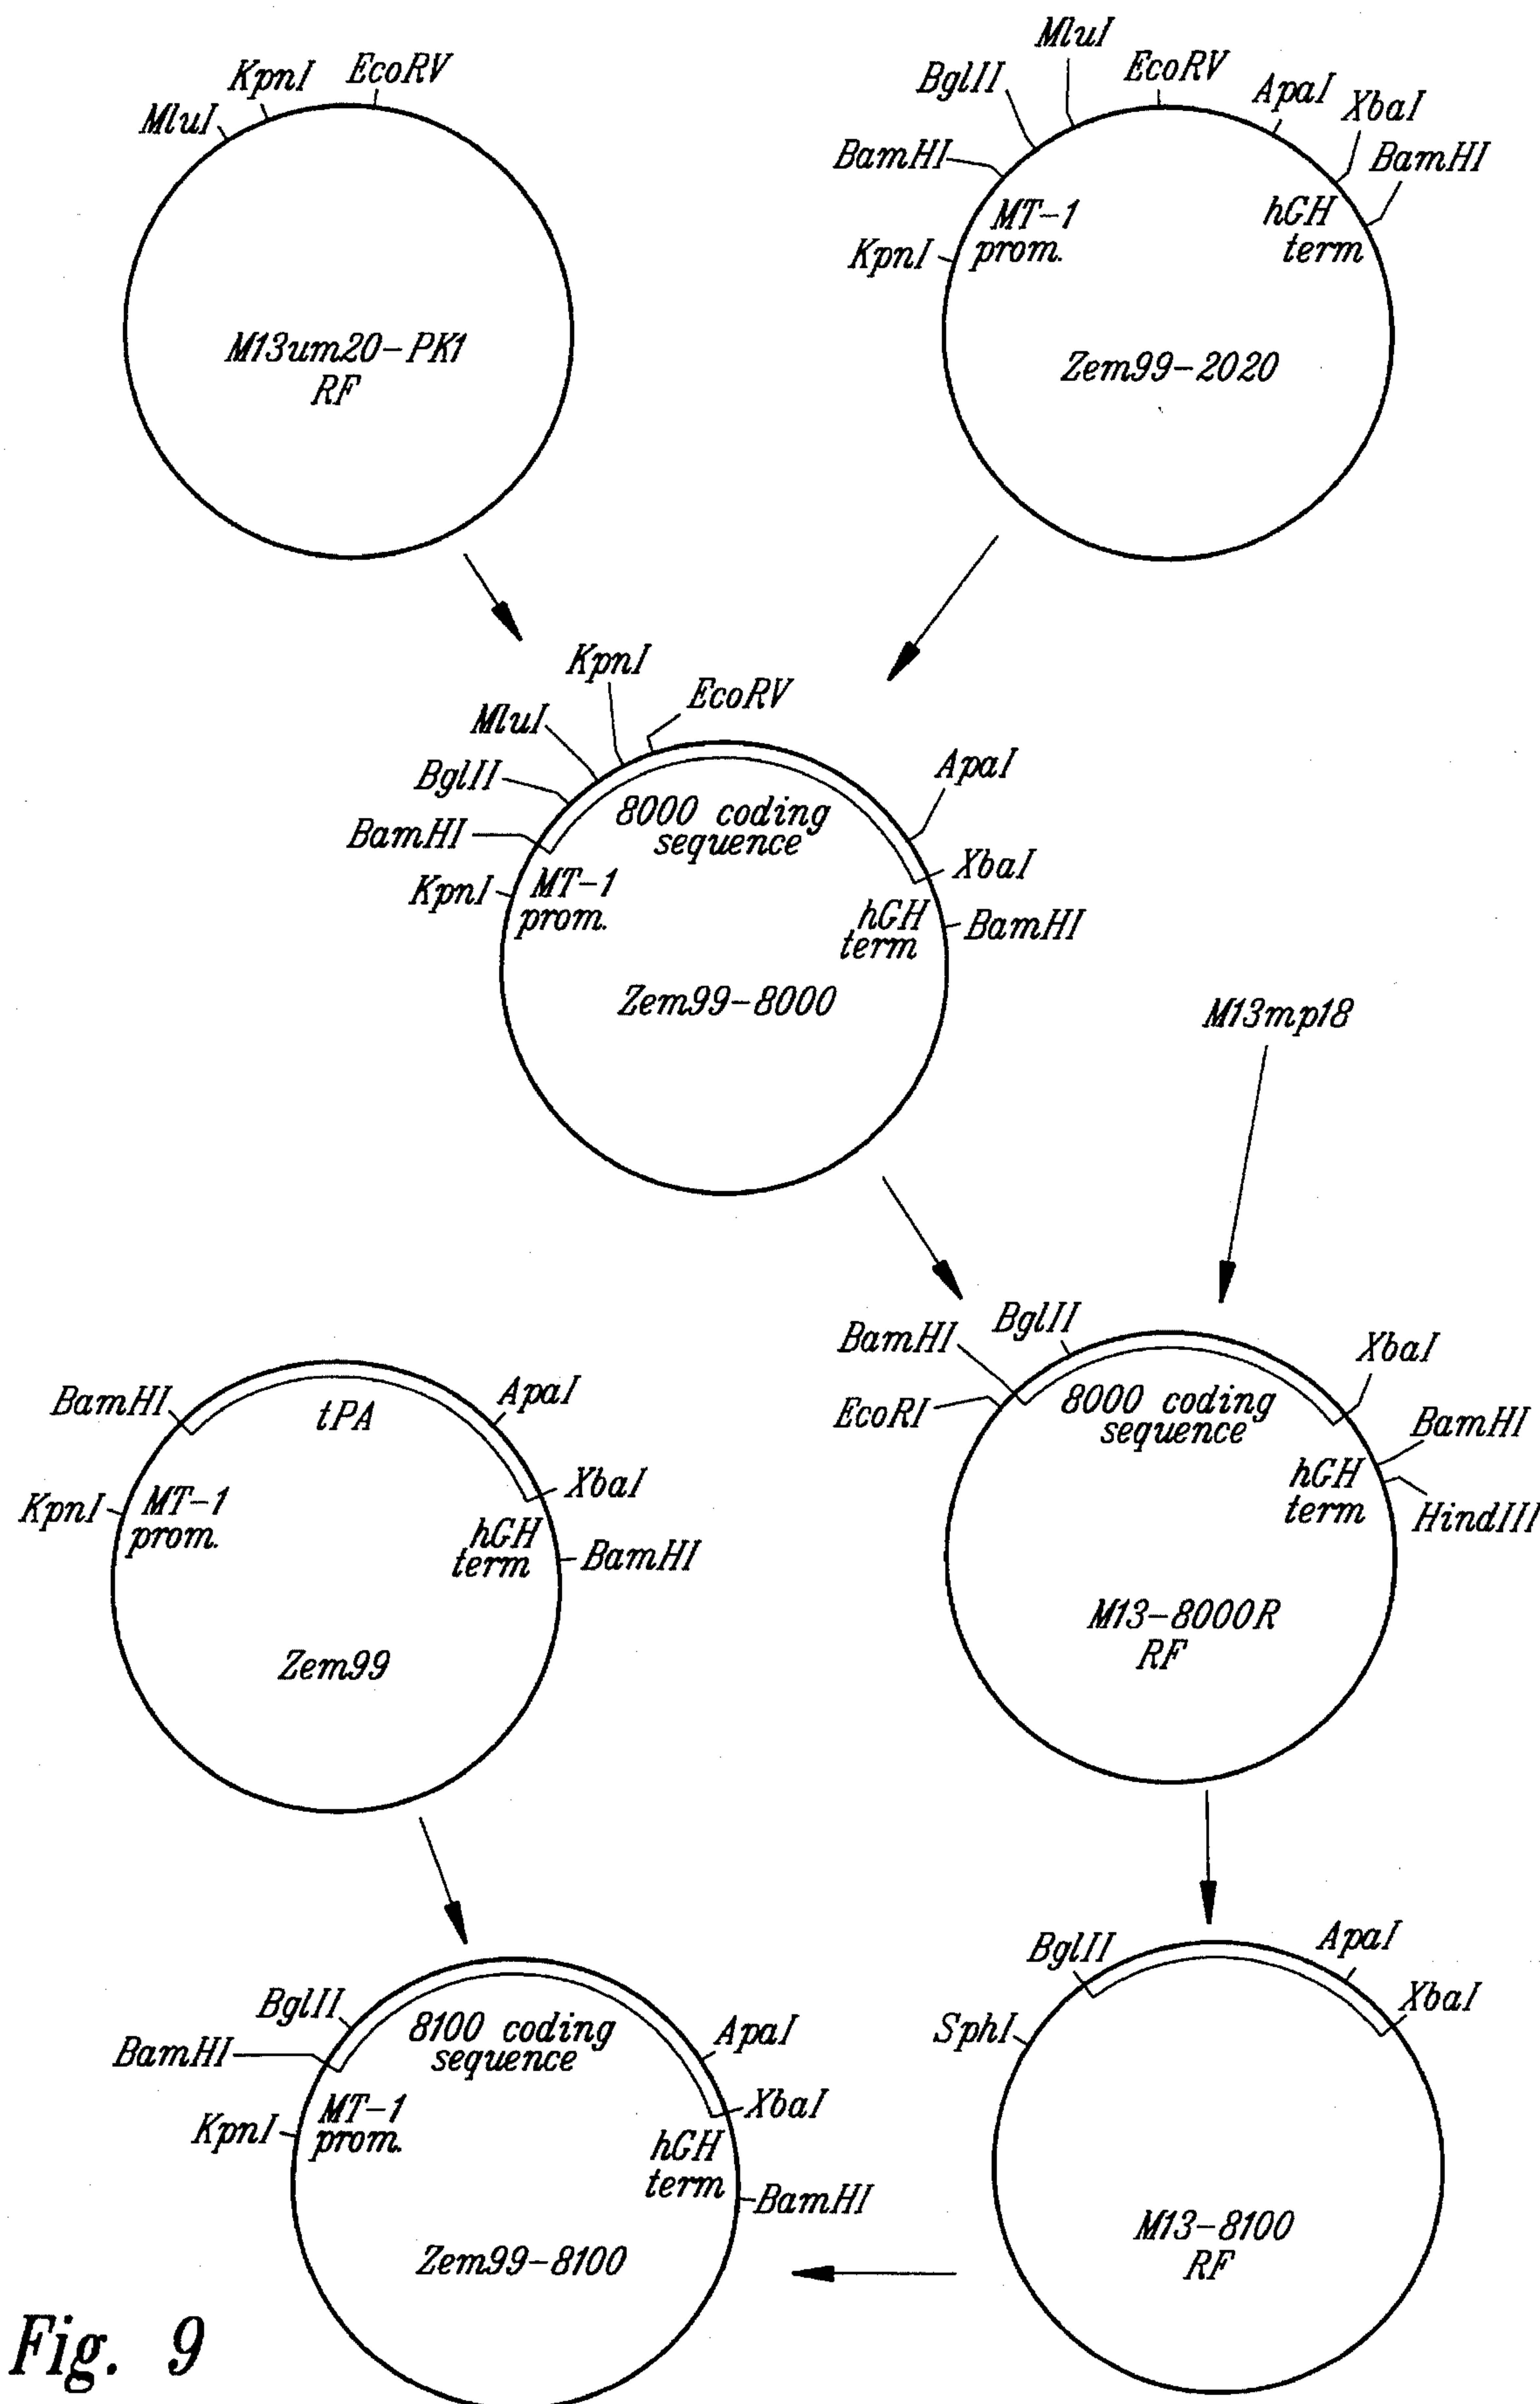 MluI
KpnI
EcoRV
M13um20-PK1
RF
MluI
BglII
EcoRV
ApaI
XbaI
BamHI
BamHI
MT-1
prom.
hGH
term
KpnI
Zem99-2020
KpnI
EcoRV
MluI
BglII
ApaI
BamHI
8000 coding
sequence
XbaI
KpnI
MT-1
prom.
hGH
term
BamHI
Zem99-8000
M13mp18
BglII
BamHI
XbaI
EcoRI
8000 coding
sequence
BamHI
hGH
term
HindIII
M13-8000R
RF
BamHI
tPA
ApaI
XbaI
KpnI
MT-1
prom.
hGH
term
BamHI
Zem99
BglII
ApaI
XbaI
SphI
M13-8100
RF
BglII
8100 coding
sequence
ApaI
BamHI
XbaI
KpnI
MT-1
prom.
hGH
term
BamHI
Zem99-8100
Fig. 9